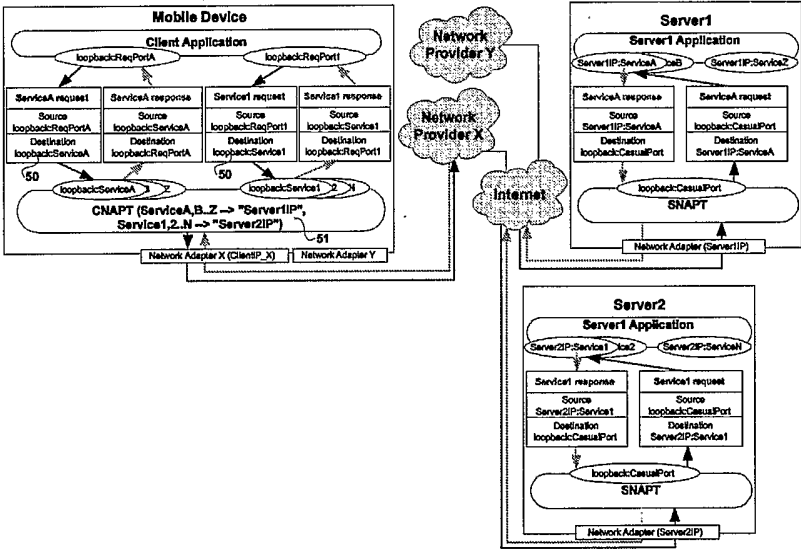 Mobile Device
Client Application
loopback:ReqPortA
loopback:ReqPort1
ServiceA request
Source
loopback:ReqPortA
Destination
loopback:ServiceA
ServiceA response
Source
loopback:ServiceA
Destination
loopback:ReqPortA
Service1 request
Source
loopback:ReqPort1
Destination
loopback:Service1
Service1 response
Source
loopback:Service1
Destination
loopback:ReqPort1
50
50
loopback:ServiceA
Z
loopback:Service1
2
N
CNAPT (ServiceA,B..Z --> "Server1IP",
Service1,2..N --> "Server2IP")
51
Network Adapter X (ClientIP_X)
Network Adapter Y
Network
Provider Y
Network
Provider X
Internet
Server1
Server1 Application
Server1IP:ServiceA
iceB
Server1IP:ServiceZ
ServiceA response
Source
Server1IP:ServiceA
Destination
loopback:CasualPort
ServiceA request
Source
loopback:CasualPort
Destination
Server1IP:ServiceA
loopback:CasualPort
SNAPT
Network Adapter (Server1IP)
Server2
Server1 Application
Server2IP:Service1
ice2
Server2IP:ServiceN
Service1 response
Source
Server2IP:Service1
Destination
loopback:CasualPort
Service1 request
Source
loopback:CasualPort
Destination
Server2IP:Service1
loopback:CasualPort
SNAPT
Network Adapter (Server2IP)